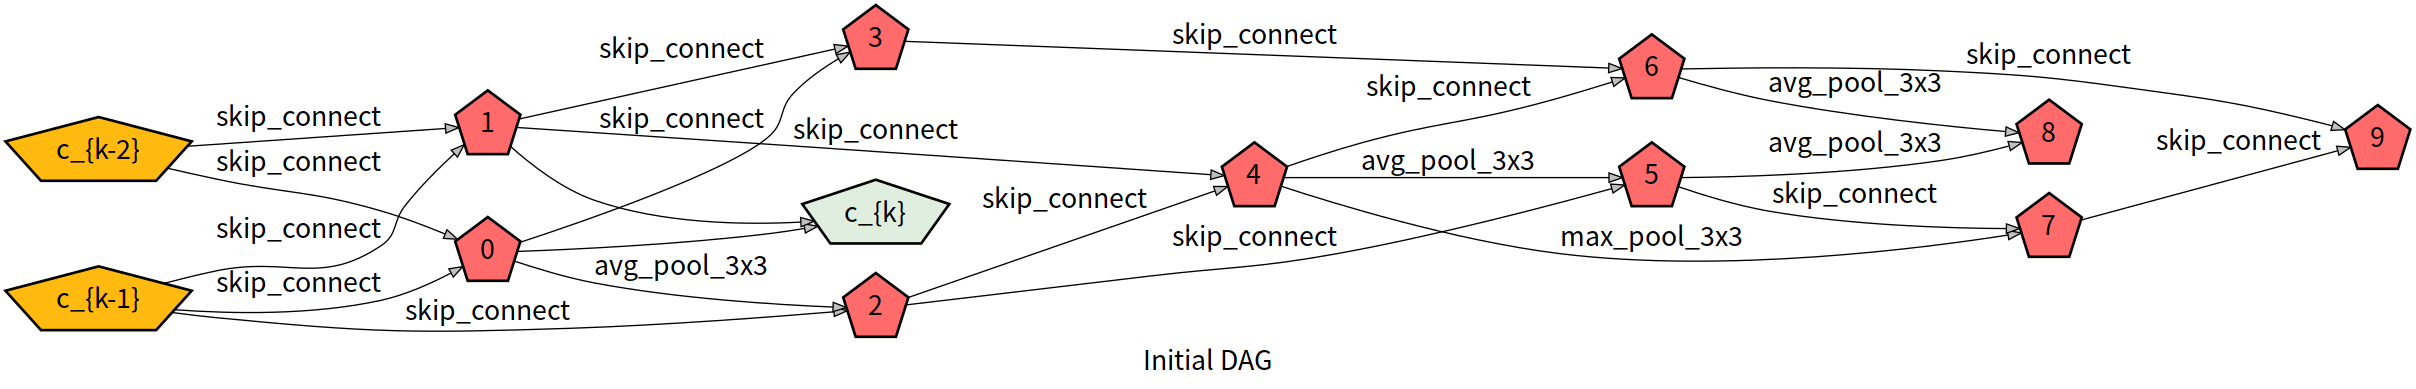 3
skip_connect
skip_connect
6
skip_connect
skip_connect
avg_pool_3x3
skip_connect
skip_connect
1
skip_connect
skip_connect
8
9
c_{k-2}
avg_pool_3x3
skip_connect
skip_connect
avg_pool_3x3
4
5
skip_connect
skip_connect
c_{k}
skip_connect
7
skip_connect
max_pool_3x3
0
avg_pool_3x3
skip_connect
c_{k-1}
2
skip_connect
Initial DAG